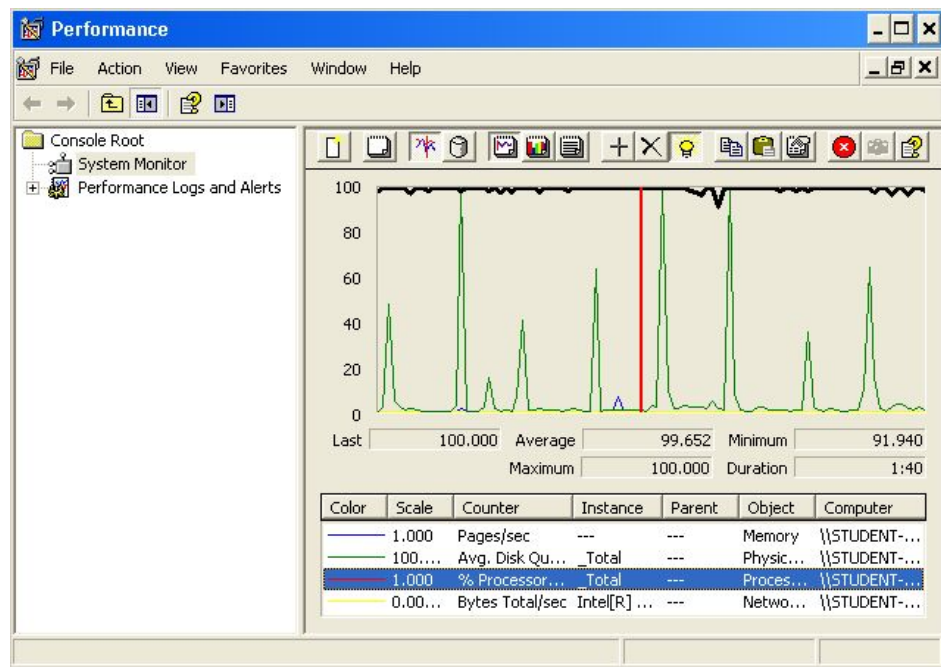 Performance
File Action View Favorites Window Help
Console Root
System Monitor
Performance Logs and Alerts
100
80
60
40
20
0
Last 100.000 Average 99.652 Minimum 91.940
Maximum 100.000 Duration 1:40
Color Scale Counter Instance Parent Object Computer
1.000 Pages/sec --- --- Memory \\STUDENT-...
100.... Avg. Disk Qu... _Total --- Physic... \\STUDENT-...
1.000 % Processor... _Total --- Proces... \\STUDENT-...
0.00... Bytes Total/sec Intel[R] ... --- Netwo... \\STUDENT-...